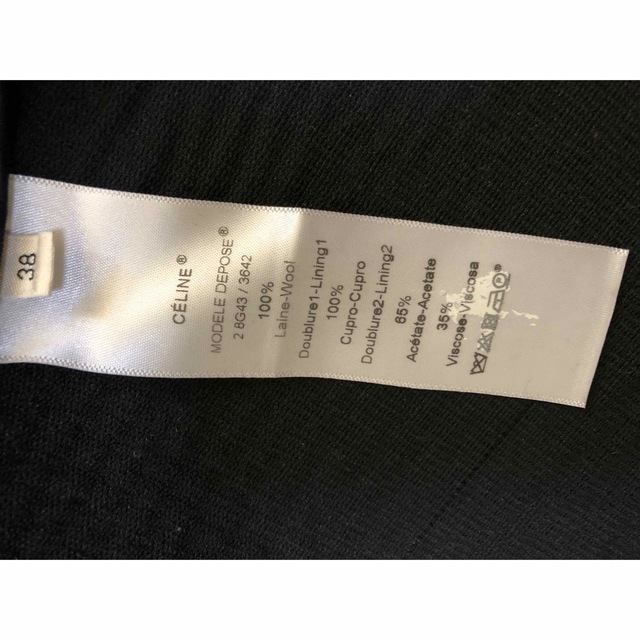 38
CÉLINE®
MODELE DEPOSE®
2 8G43 / 3642
100%
Laine-Wool
Doublure1-Lining1
100%
Cupro-Cupro
Doublure2-Lining2
65%
Acétate-Acetate
35%
Viscose-Viscosa